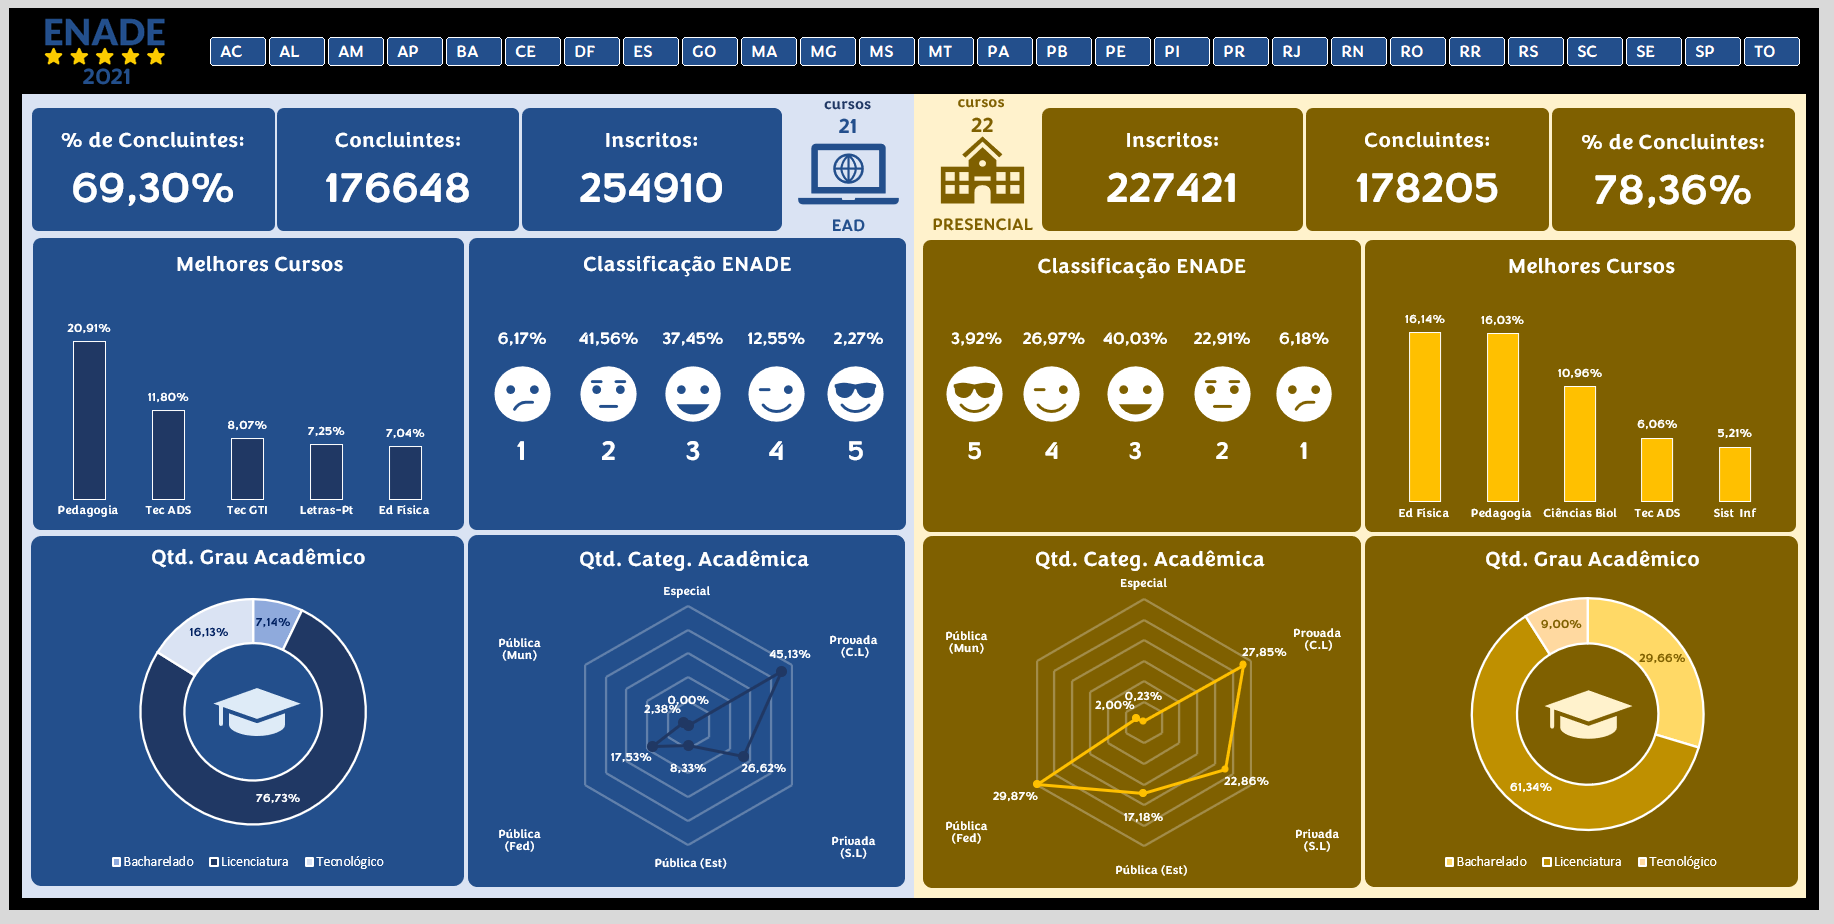 ENADE
2021
AC AL AM AP BA CE DF ES GO MA MG MS MT PA PB PE PI PR RJ RN RO RR RS SC SE SP TO
% de Concluintes:
69,30%
Concluintes:
176648
Inscritos:
254910
cursos
21
EAD
cursos
22
PRESENCIAL
Inscritos:
227421
Concluintes:
178205
% de Concluintes:
78,36%
Melhores Cursos
20,91%
11,80%
8,07%
7,25%
7,04%
Pedagogia
Tec ADS
Tec GTI
Letras-Pt
Ed Física
Classificação ENADE
6,17% 41,56% 37,45% 12,55% 2,27%
1 2 3 4 5
Classificação ENADE
3,92% 26,97% 40,03% 22,91% 6,18%
5 4 3 2 1
Melhores Cursos
16,14%
16,03%
10,96%
6,06%
5,21%
Ed Física
Pedagogia
Ciências Biol
Tec ADS
Sist Inf
Qtd. Grau Acadêmico
16,13%
7,14%
76,73%
Bacharelado Licenciatura Tecnológico
Qtd. Categ. Acadêmica
Especial
Pública
(Mun)
Provada
(C.L)
45,13%
0,00%
2,38%
17,53%
8,33%
26,62%
Pública
(Fed)
Privada
(S.L)
Pública (Est)
Qtd. Categ. Acadêmica
Especial
Pública
(Mun)
Provada
(C.L)
27,85%
0,23%
2,00%
22,86%
29,87%
17,18%
Pública
(Fed)
Privada
(S.L)
Pública (Est)
Qtd. Grau Acadêmico
9,00%
29,66%
61,34%
Bacharelado Licenciatura Tecnológico